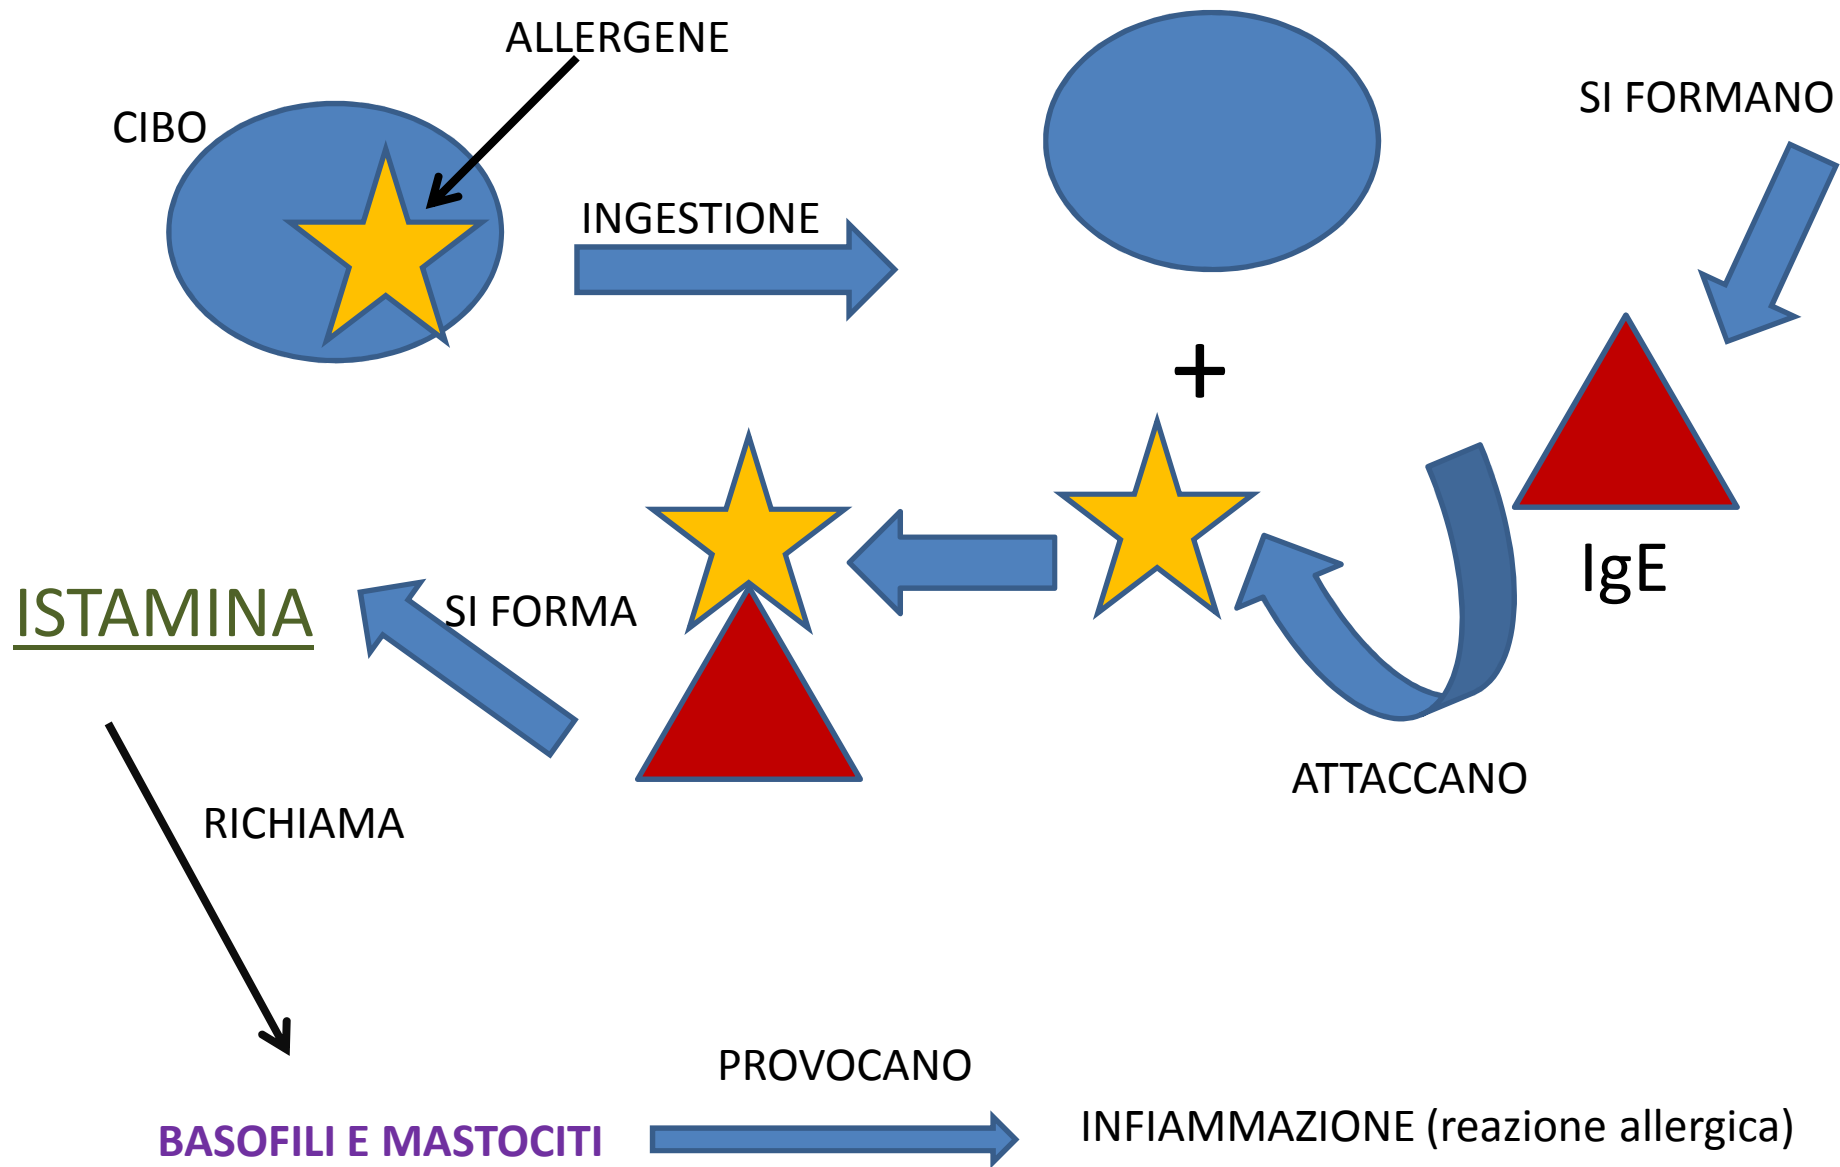 ALLERGENE
CIBO
INGESTIONE
SI FORMANO
+
IgE
ATTACCANO
SI FORMA
ISTAMINA
RICHIAMA
BASOFILI E MASTOCITI
PROVOCANO
INFIAMMAZIONE (reazione allergica)